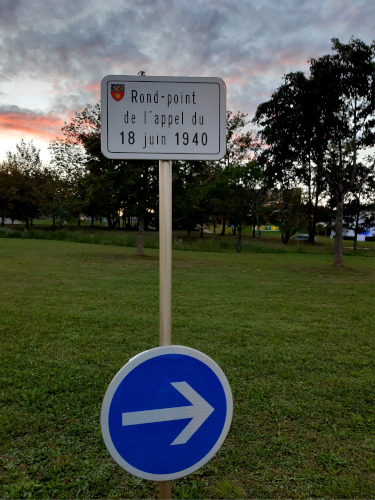 Rond-point
de l'appel du
18 juin 1940